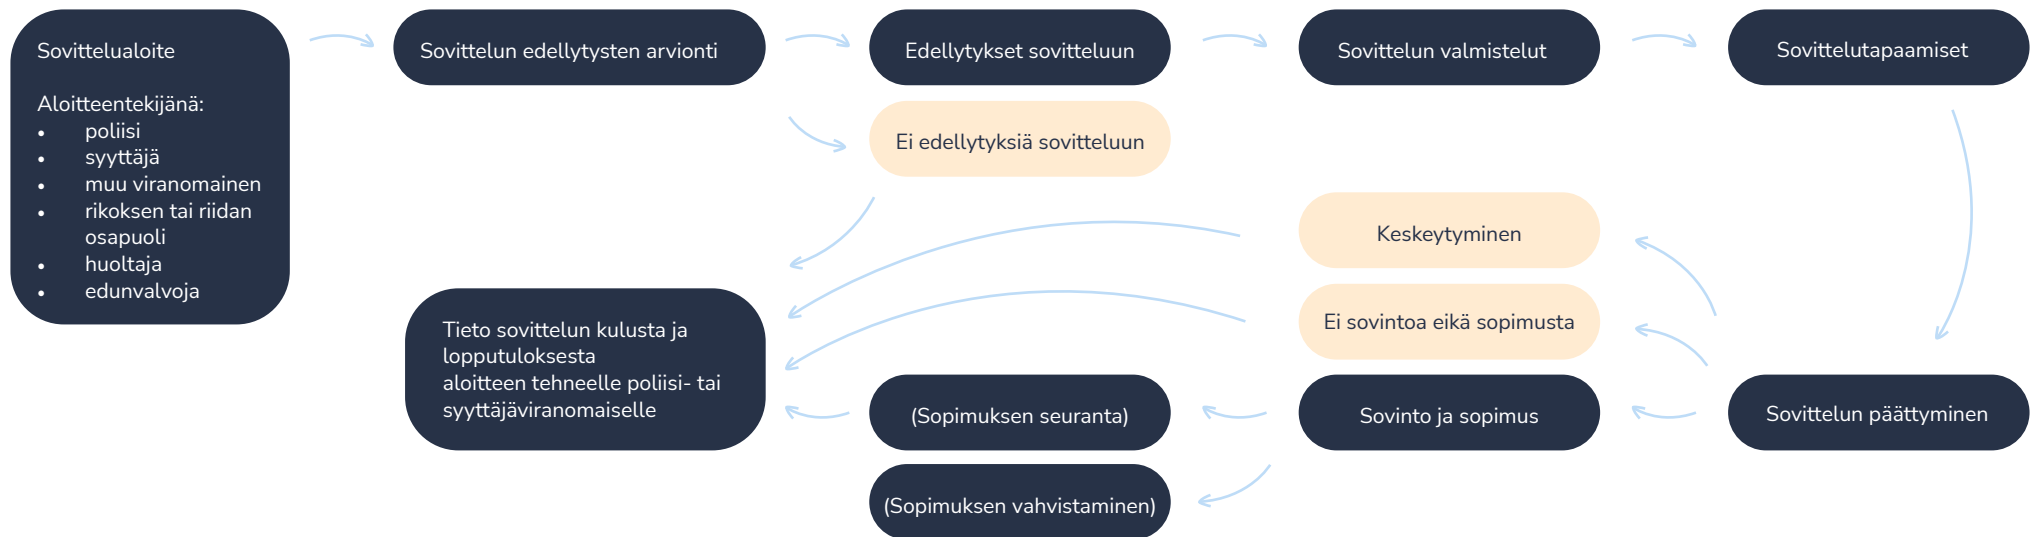 Sovittelualoite
Aloitteentekijänä:
• poliisi
• syyttäjä
• muu viranomainen
• rikoksen tai riidan
osapuoli
• huoltaja
• edunvalvoja
Sovittelun edellytysten arvionti
Edellytykset sovitteluun
Ei edellytyksiä sovitteluun
Sovittelun valmistelut
Sovittelutapaamiset
Sovittelun päättyminen
Keskeytyminen
Ei sovintoa eikä sopimusta
Sovinto ja sopimus
(Sopimuksen seuranta)
(Sopimuksen vahvistaminen)
Tieto sovittelun kulusta ja
lopputuloksesta
aloitteen tehneelle poliisi- tai
syyttäjäviranomaiselle